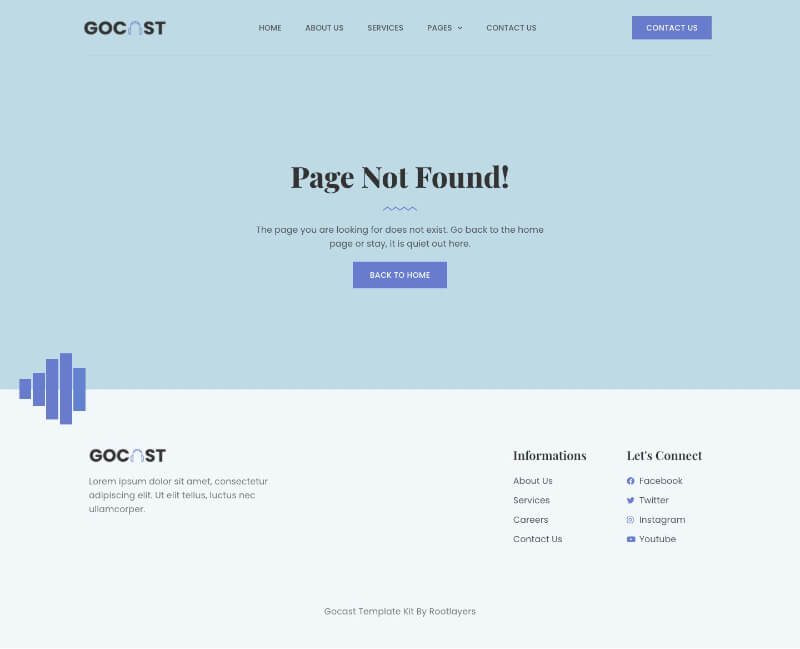 GOCAST
HOME ABOUT US SERVICES PAGES CONTACT US
CONTACT US
Page Not Found!
The page you are looking for does not exist. Go back to the home
page or stay, it is quiet out here.
BACK TO HOME
GOCAST
Lorem ipsum dolor sit amet, consectetur
adipiscing elit. Ut elit tellus, luctus nec
ullamcorper.
Informations
About Us
Services
Careers
Contact Us
Let's Connect
Facebook
Twitter
Instagram
Youtube
Gocast Template Kit By Rootlayers